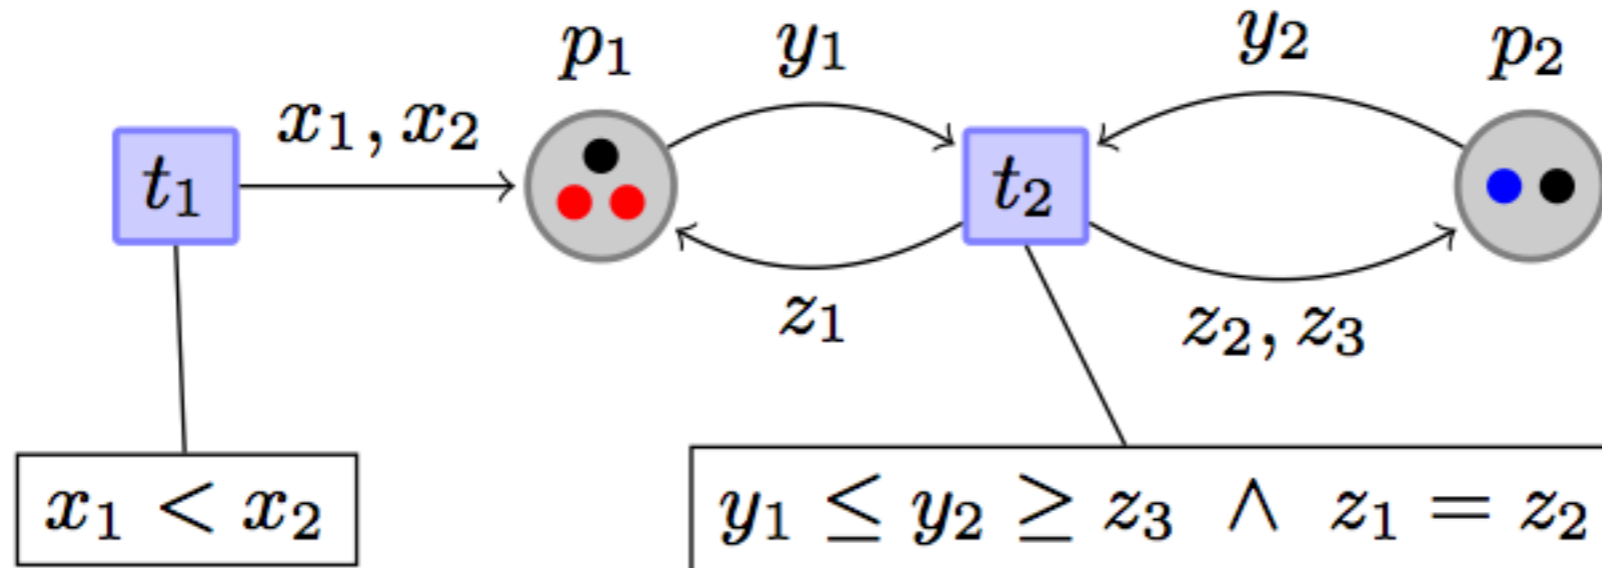 p₁ y₁ y₂ p₂
x₁, x₂
t₁ t₂
z₁ z₂, z₃
x₁ < x₂ y₁ ≤ y₂ ≥ z₃ ∧ z₁ = z₂